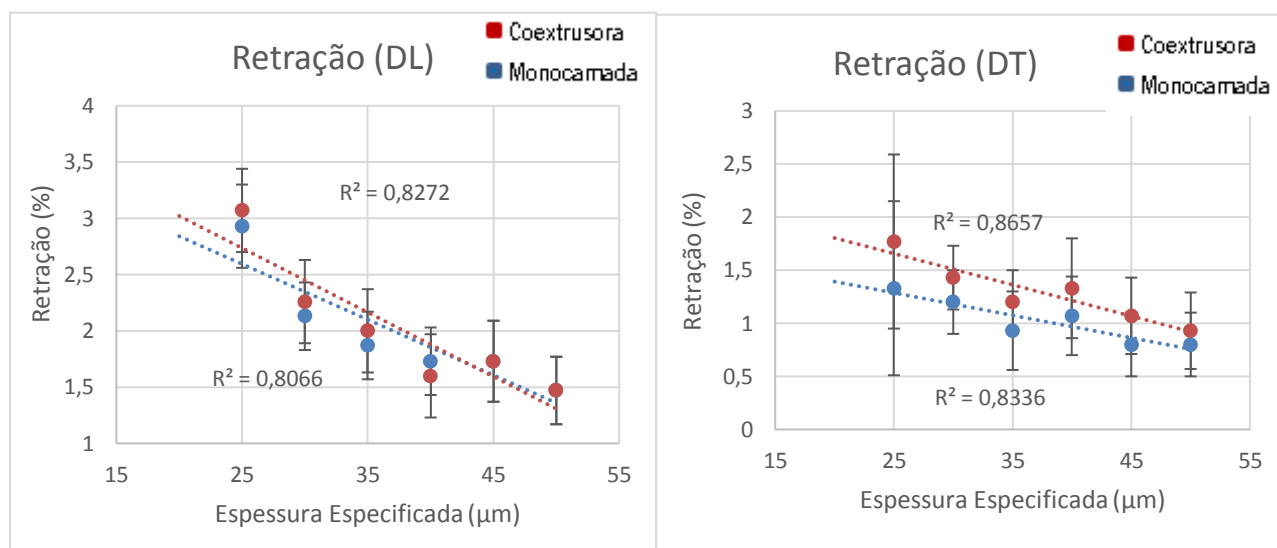 Retração (DL)
Coextrusora
Monocamada
4
3,5
3
2,5
2
1,5
1
R² = 0,8272
R² = 0,8066
15
25
35
45
55
Retração (%)
Espessura Especificada (µm)
Retração (DT)
Coextrusora
Monocamada
3
2,5
2
1,5
1
0,5
0
R² = 0,8657
R² = 0,8336
15
25
35
45
55
Retração (%)
Espessura Especificada (µm)